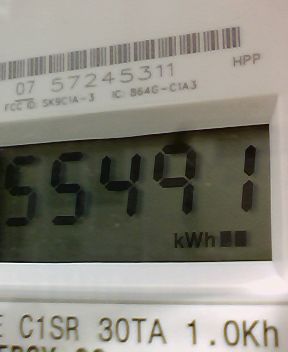 07 57245311
HPP
FCC ID: SK9C1A-3 IC: 864G-C1A3
55491
kWh
C1SR 30TA 1.0Kh